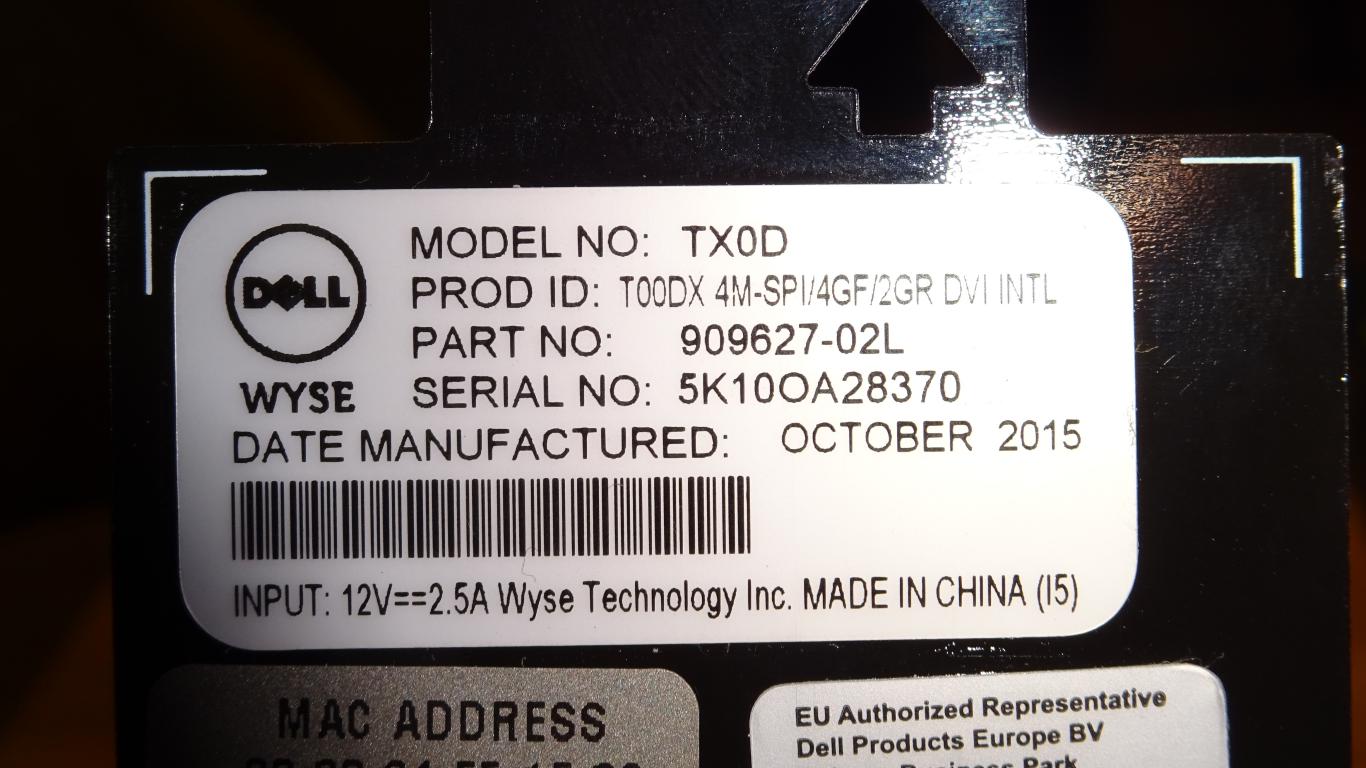 DELL
WYSE
MODEL NO: TX0D
PROD ID: T00DX 4M-SPI/4GF/2GR DVI INTL
PART NO: 909627-02L
SERIAL NO: 5K10OA28370
DATE MANUFACTURED: OCTOBER 2015
INPUT: 12V==2.5A Wyse Technology Inc. MADE IN CHINA (I5)
MAC ADDRESS
EU Authorized Representative
Dell Products Europe BV
Business Park